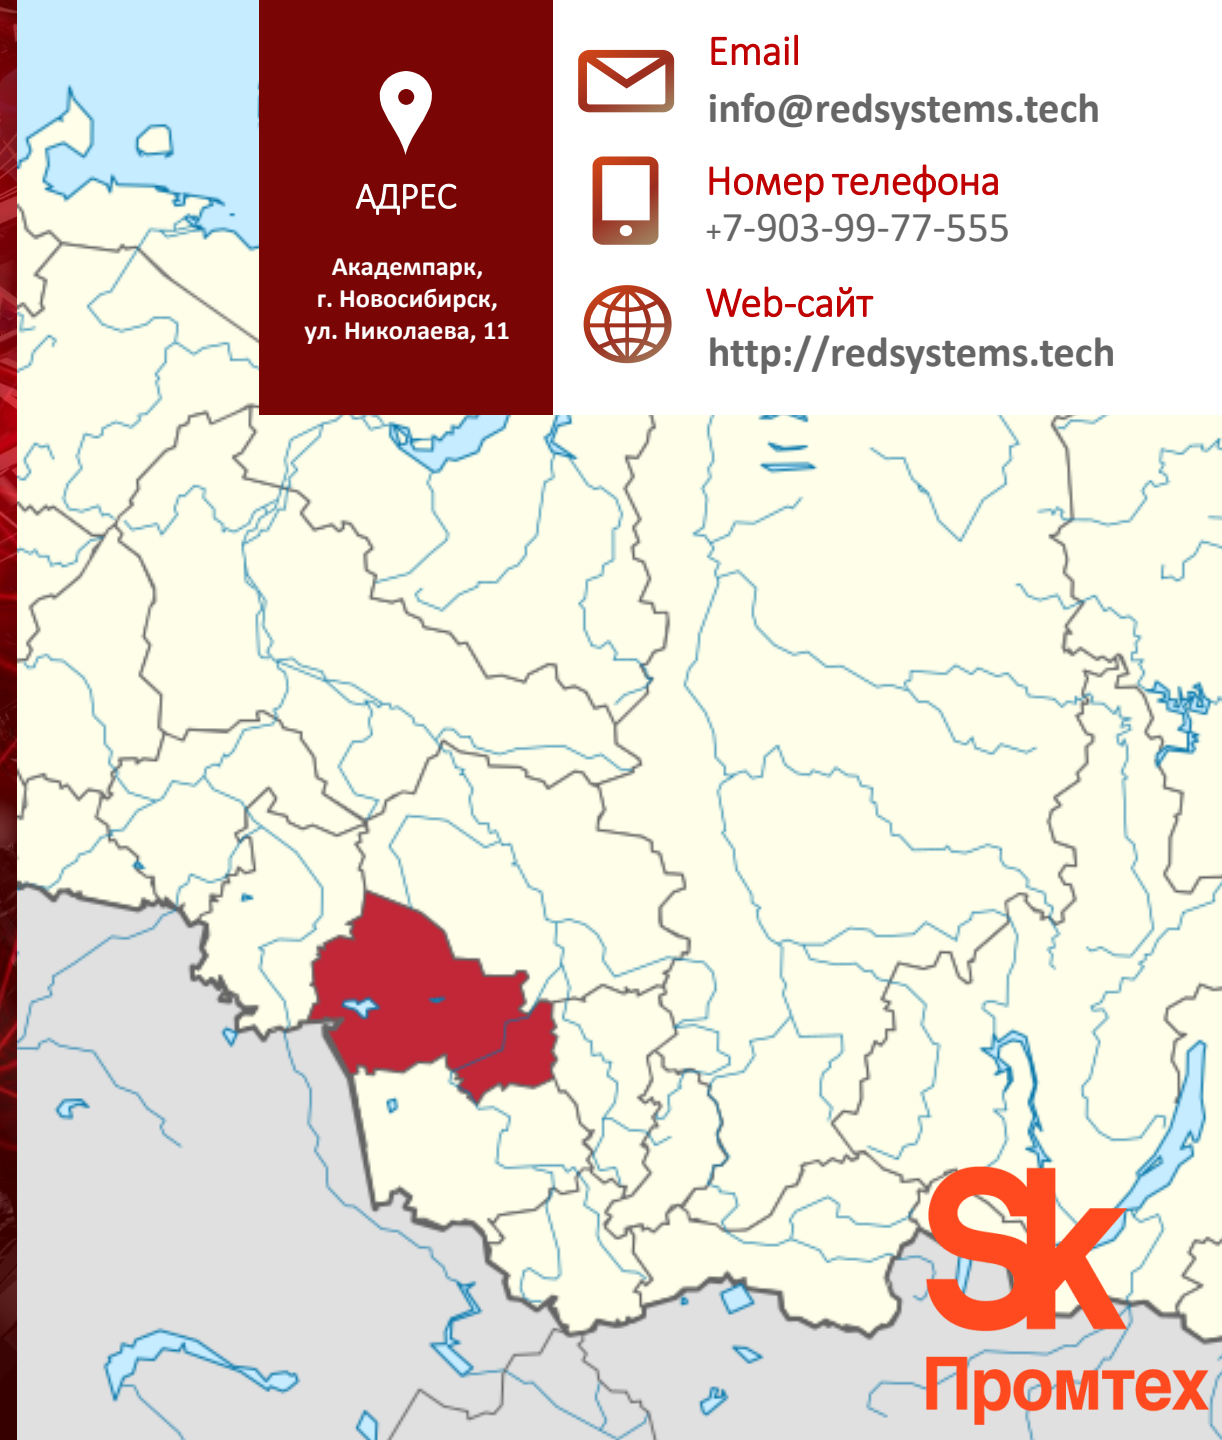 АДРЕС
Академпарк,
г. Новосибирск,
ул. Николаева, 11
Email
info@redsystems.tech
Номер телефона
+7-903-99-77-555
Web-сайт
http://redsystems.tech
Sk
Промтех